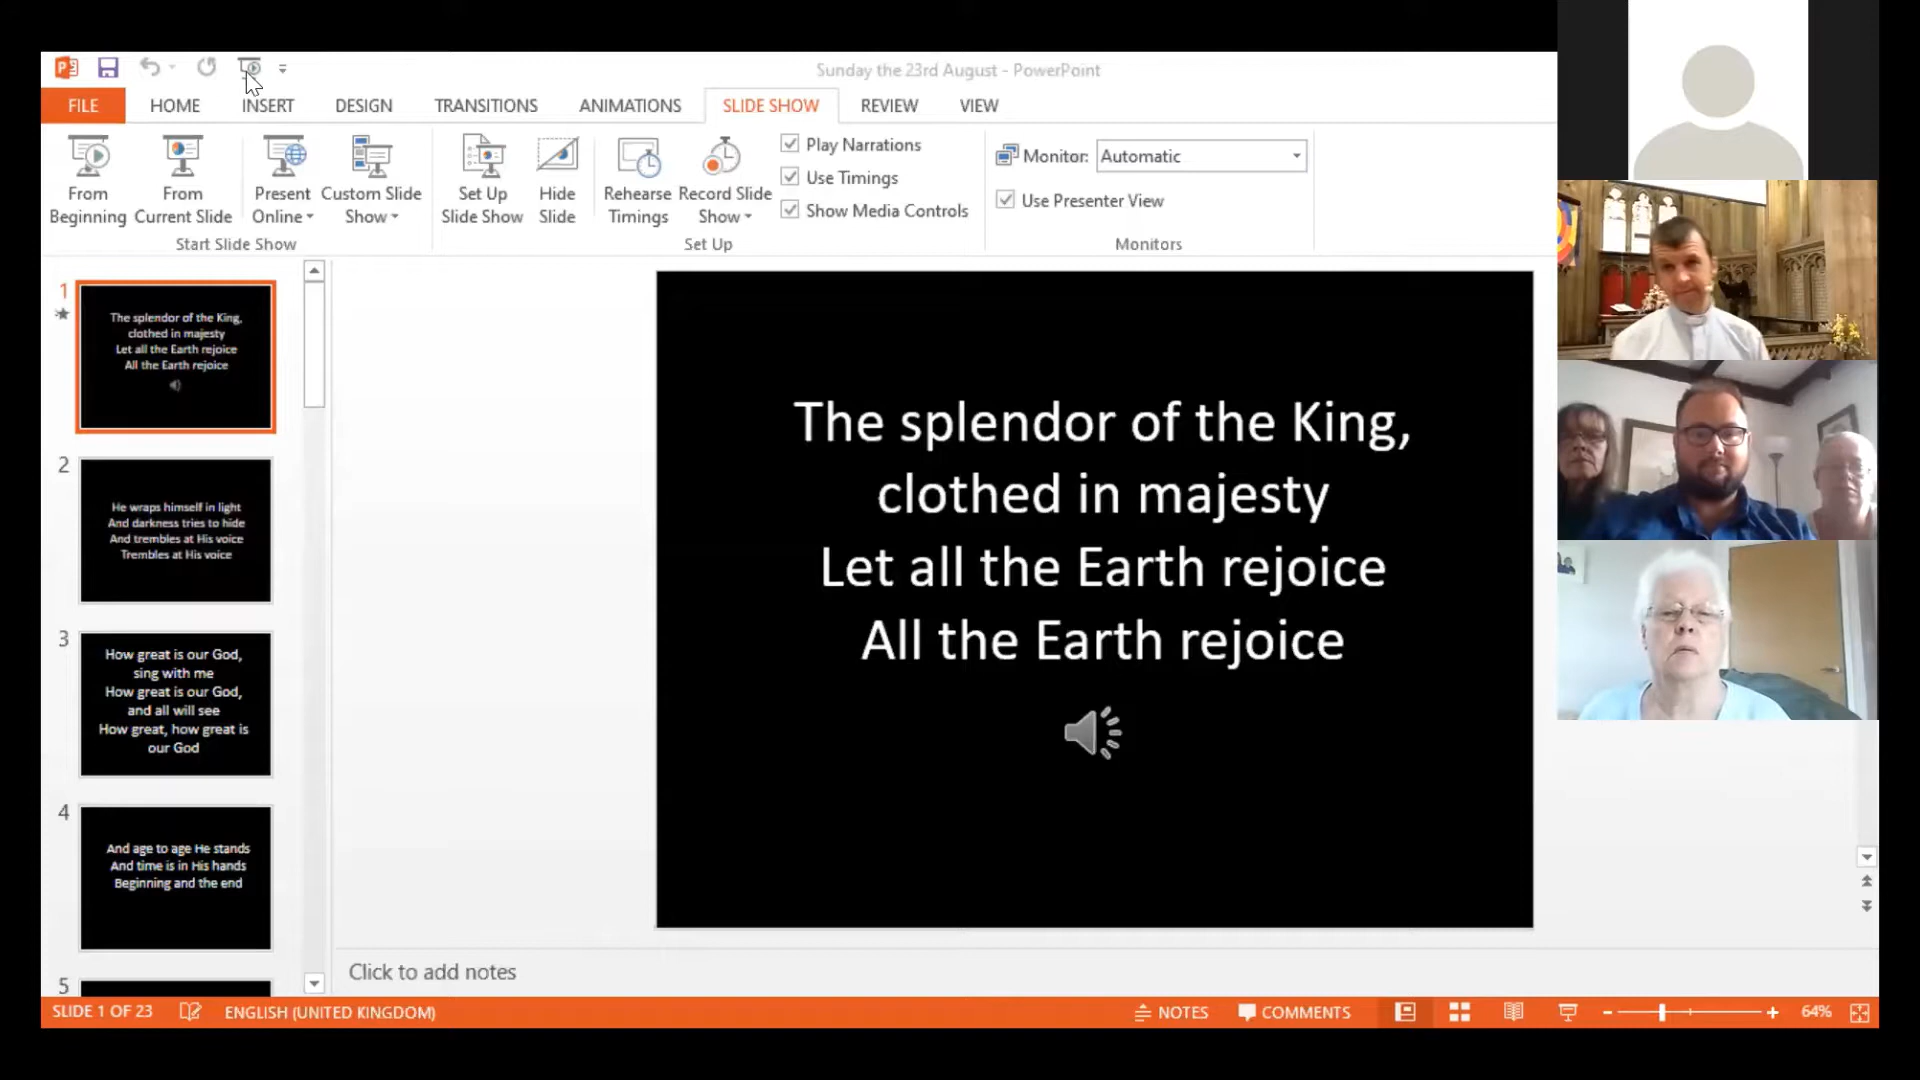 Sunday the 23rd August - PowerPoint
FILE
HOME
INSERT
DESIGN
TRANSITIONS
ANIMATIONS
SLIDE SHOW
REVIEW
VIEW
From
Beginning
From
Current Slide
Present
Online
Custom Slide
Show
Start Slide Show
Set Up
Slide Show
Hide
Slide
Rehearse
Timings
Record Slide
Show
Play Narrations
Use Timings
Show Media Controls
Set Up
Monitor:
Automatic
Use Presenter View
Monitors
1
The splendor of the King,
clothed in majesty
Let all the Earth rejoice
All the Earth rejoice
2
He wraps himself in light
And darkness tries to hide
And trembles at His voice
Trembles at His voice
3
How great is our God,
sing with me
How great is our God,
and all will see
How great, how great is
our God
4
And age to age He stands
And time is in His hands
Beginning and the end
5
The splendor of the King,
clothed in majesty
Let all the Earth rejoice
All the Earth rejoice
Click to add notes
SLIDE 1 OF 23
ENGLISH (UNITED KINGDOM)
NOTES
COMMENTS
64%